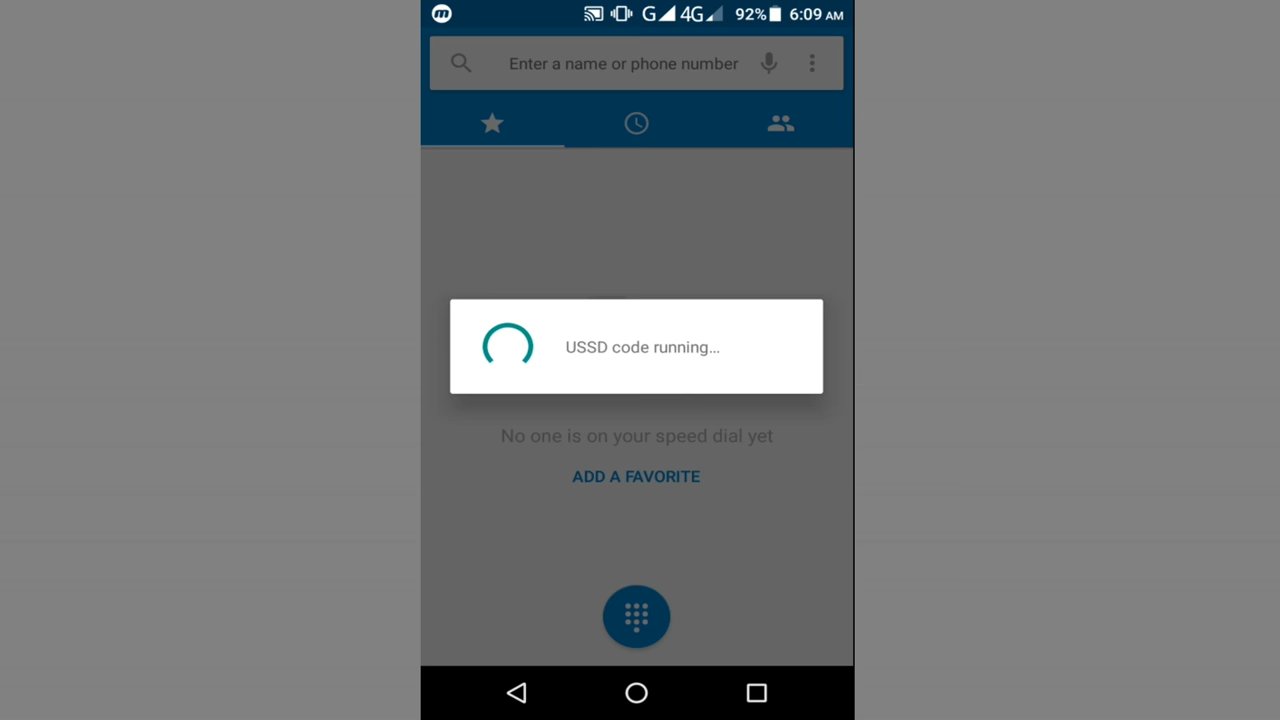 G 4G 92% 6:09 AM
Enter a name or phone number
USSD code running...
No one is on your speed dial yet
ADD A FAVORITE